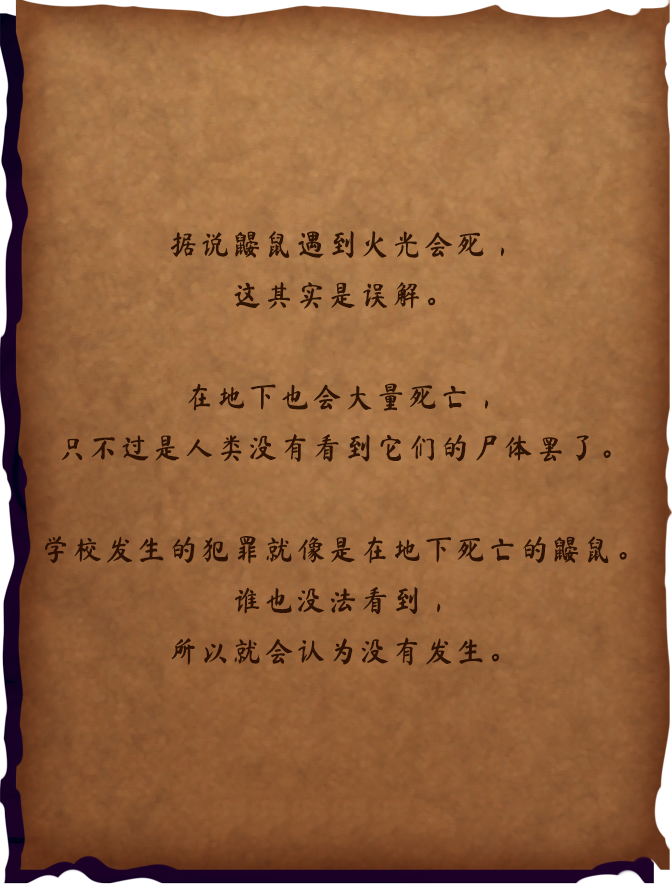 据说鼹鼠遇到火光会死，
这其实是误解。
在地下也会大量死亡，
只不过是人类没有看到它们的尸体罢了。
学校发生的犯罪就像是在地下死亡的鼹鼠。
谁也没法看到，
所以就会认为没有发生。